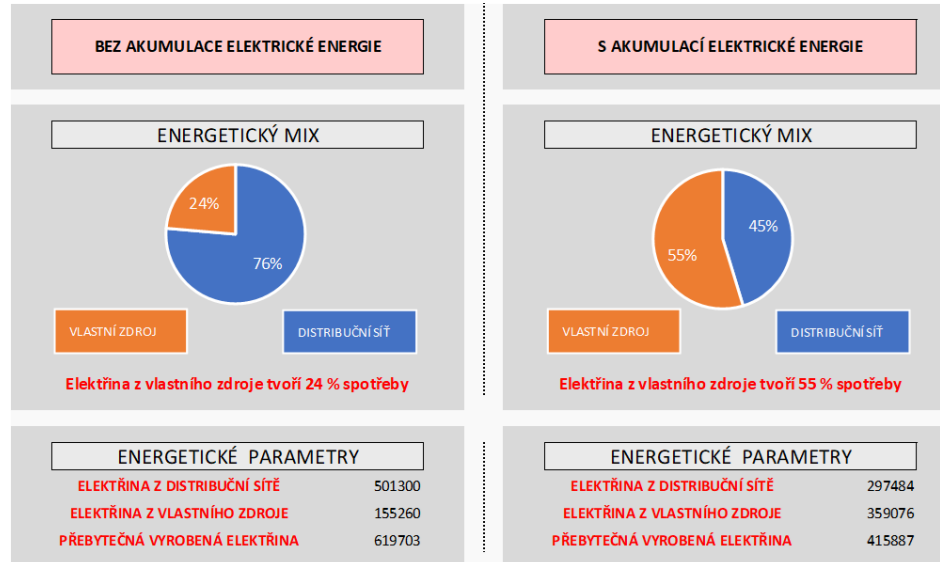 BEZ AKUMULACE ELEKTRICKÉ ENERGIE
ENERGETICKÝ MIX
24%
76%
VLASTNÍ ZDROJ
DISTRIBUČNÍ SÍŤ
Elektřina z vlastního zdroje tvoří 24 % spotřeby
ENERGETICKÉ PARAMETRY
ELEKTŘINA Z DISTRIBUČNÍ SÍTĚ 501300
ELEKTŘINA Z VLASTNÍHO ZDROJE 155260
PŘEBYTEČNÁ VYROBENÁ ELEKTŘINA 619703
S AKUMULACÍ ELEKTRICKÉ ENERGIE
ENERGETICKÝ MIX
45%
55%
VLASTNÍ ZDROJ
DISTRIBUČNÍ SÍŤ
Elektřina z vlastního zdroje tvoří 55 % spotřeby
ENERGETICKÉ PARAMETRY
ELEKTŘINA Z DISTRIBUČNÍ SÍTĚ 297484
ELEKTŘINA Z VLASTNÍHO ZDROJE 359076
PŘEBYTEČNÁ VYROBENÁ ELEKTŘINA 415887